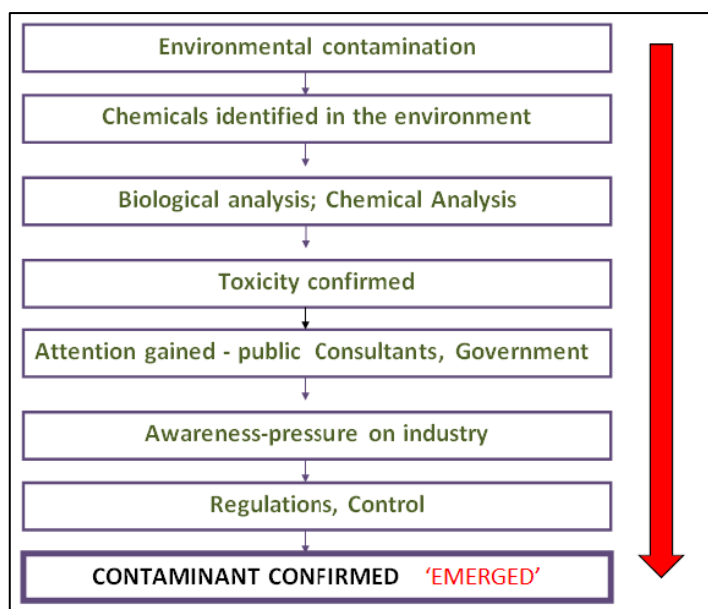 Environmental contamination
Chemicals identified in the environment
Biological analysis; Chemical Analysis
Toxicity confirmed
Attention gained - public Consultants, Government
Awareness-pressure on industry
Regulations, Control
CONTAMINANT CONFIRMED 'EMERGED'